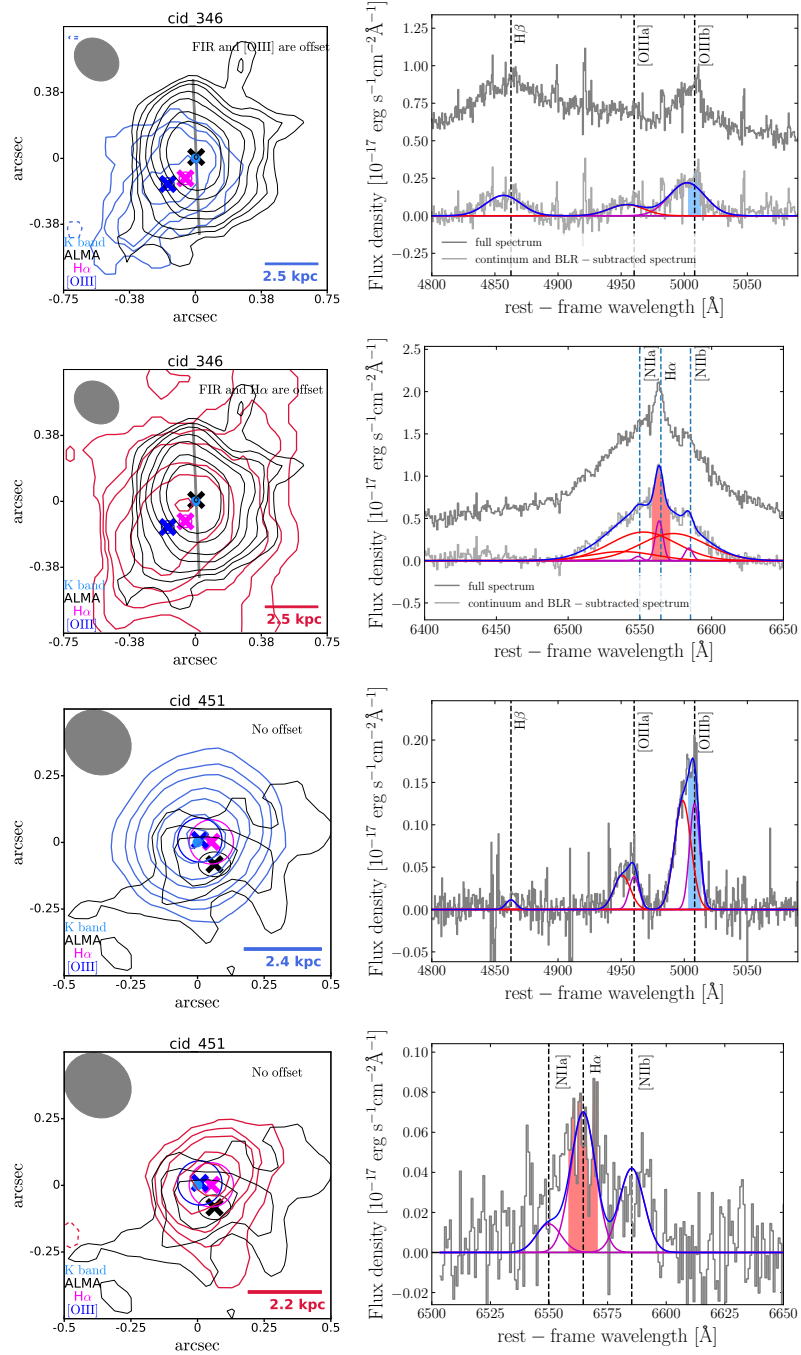 cid_346
FIR and [OIII] are offset
arcsec
0.38
0
-0.38
K band
ALMA
Hα
[OIII]
2.5 kpc
-0.75 -0.38 0 0.38 0.75
arcsec
Flux density [10⁻¹⁷ erg s⁻¹cm⁻²Å⁻¹]
1.25
1.00
0.75
0.50
0.25
0.00
−0.25
Hβ
[OIIIa]
[OIIIb]
full spectrum
continuum and BLR − subtracted spectrum
4800 4850 4900 4950 5000 5050
rest − frame wavelength [Å]
cid_346
FIR and Hα are offset
arcsec
0.38
0
-0.38
K band
ALMA
Hα
[OIII]
2.5 kpc
-0.75 -0.38 0 0.38 0.75
arcsec
Flux density [10⁻¹⁷ erg s⁻¹cm⁻²Å⁻¹]
2.5
2.0
1.5
1.0
0.5
0.0
−0.5
[NIIa]
Hα
[NIIb]
full spectrum
continuum and BLR − subtracted spectrum
6400 6450 6500 6550 6600 6650
rest − frame wavelength [Å]
cid_451
No offset
arcsec
0.25
0
-0.25
K band
ALMA
Hα
[OIII]
2.4 kpc
-0.5 -0.25 0 0.25 0.5
arcsec
Flux density [10⁻¹⁷ erg s⁻¹cm⁻²Å⁻¹]
0.20
0.15
0.10
0.05
0.00
−0.05
Hβ
[OIIIa]
[OIIIb]
4800 4850 4900 4950 5000 5050
rest − frame wavelength [Å]
cid_451
No offset
arcsec
0.25
0
-0.25
K band
ALMA
Hα
[OIII]
2.2 kpc
-0.5 -0.25 0 0.25 0.5
arcsec
Flux density [10⁻¹⁷ erg s⁻¹cm⁻²Å⁻¹]
0.10
0.08
0.06
0.04
0.02
0.00
−0.02
[NIIa]
Hα
[NIIb]
6500 6525 6550 6575 6600 6625 6650
rest − frame wavelength [Å]